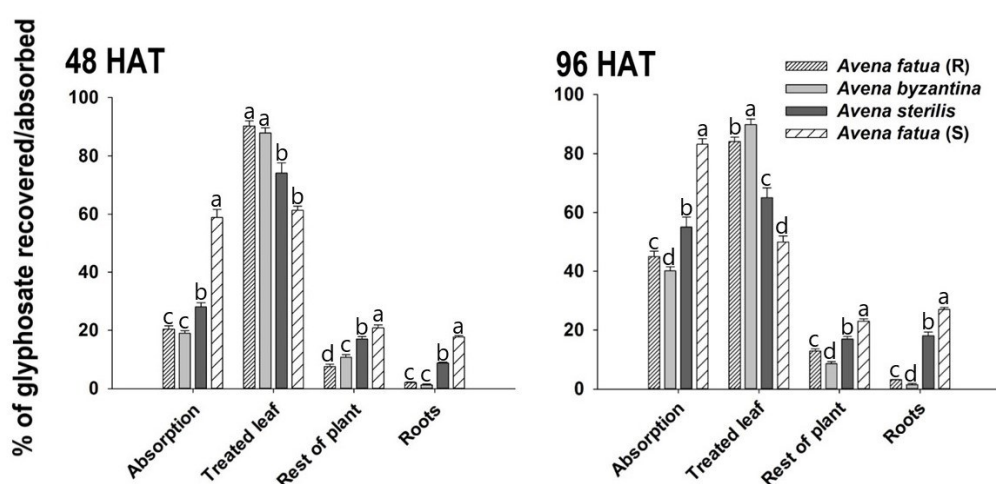 % of glyphosate recovered/absorbed
48 HAT
100
80
60
40
20
0
c c b a
a a b b
d c b a
c c b a
Absorption
Treated leaf
Rest of plant
Roots
96 HAT
Avena fatua (R)
Avena byzantina
Avena sterilis
Avena fatua (S)
100
80
60
40
20
0
c d b a
b a c d
c d b a
c d b a
Absorption
Treated leaf
Rest of plant
Roots